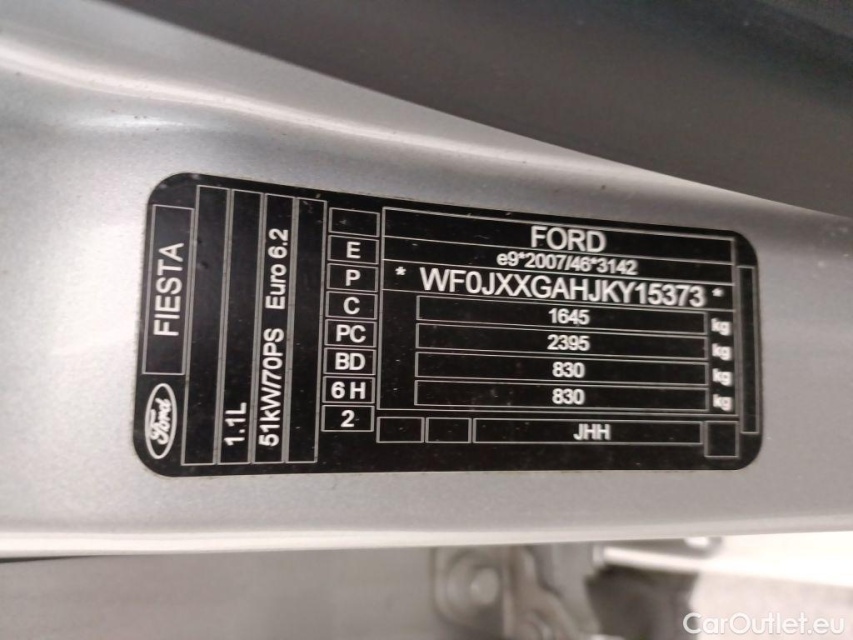 FORD
e9*2007/46*3142
* WF0JXXGAHJKY15373 *
1645 kg
2395 kg
830 kg
830 kg
JHH
E
P
C
PC
BD
6 H
2
FIESTA
Ford
1.1L
51kW/70PS Euro 6.2
CarOutlet.eu